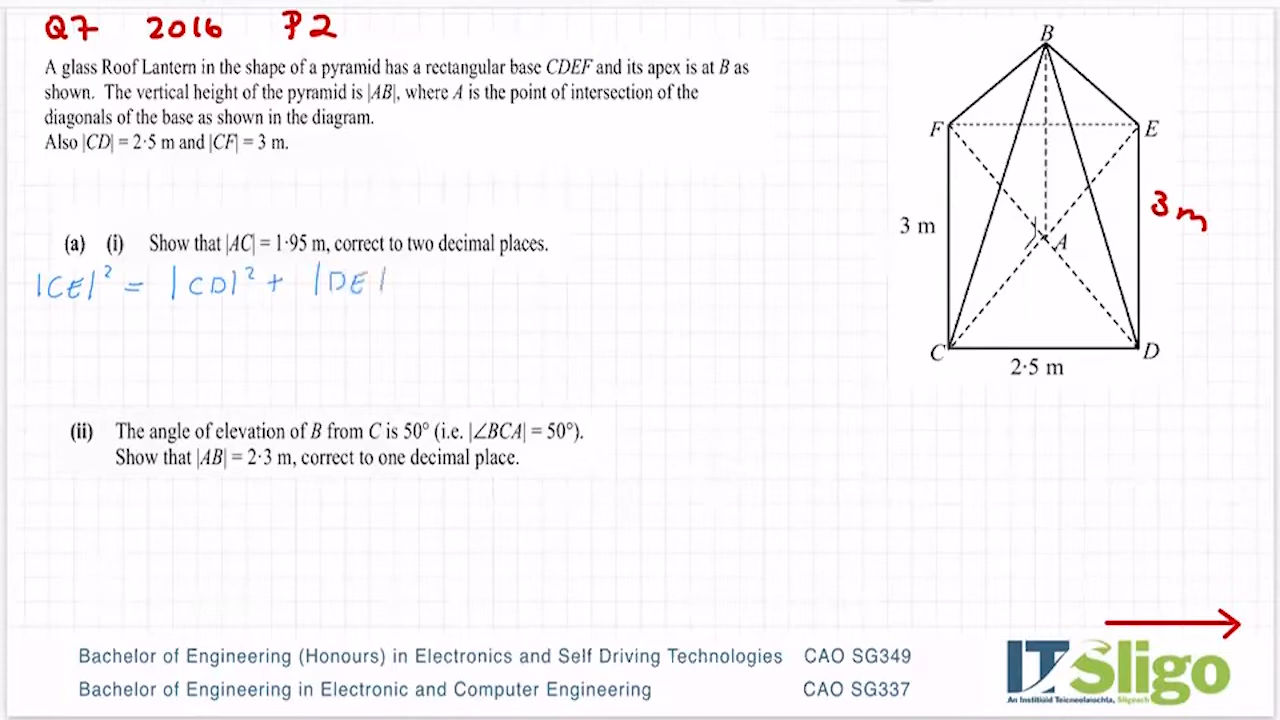 Q7 2016 P2
A glass Roof Lantern in the shape of a pyramid has a rectangular base CDEF and its apex is at B as
shown. The vertical height of the pyramid is |AB|, where A is the point of intersection of the
diagonals of the base as shown in the diagram.
Also |CD| = 2·5 m and |CF| = 3 m.
(a) (i) Show that |AC| = 1·95 m, correct to two decimal places.
|CE|² = |CD|² + |DE|
(ii) The angle of elevation of B from C is 50° (i.e. |∠BCA| = 50°).
Show that |AB| = 2·3 m, correct to one decimal place.
B
F
E
3 m
3 m
A
C
D
2·5 m
Bachelor of Engineering (Honours) in Electronics and Self Driving Technologies CAO SG349
Bachelor of Engineering in Electronic and Computer Engineering CAO SG337
IT Sligo
An Institiúid Teicneolaíochta, Sligeach